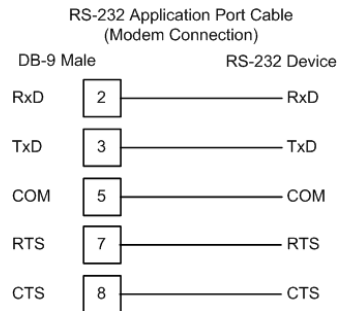 RS-232 Application Port Cable
(Modem Connection)
DB-9 Male RS-232 Device
RxD 2 RxD
TxD 3 TxD
COM 5 COM
RTS 7 RTS
CTS 8 CTS